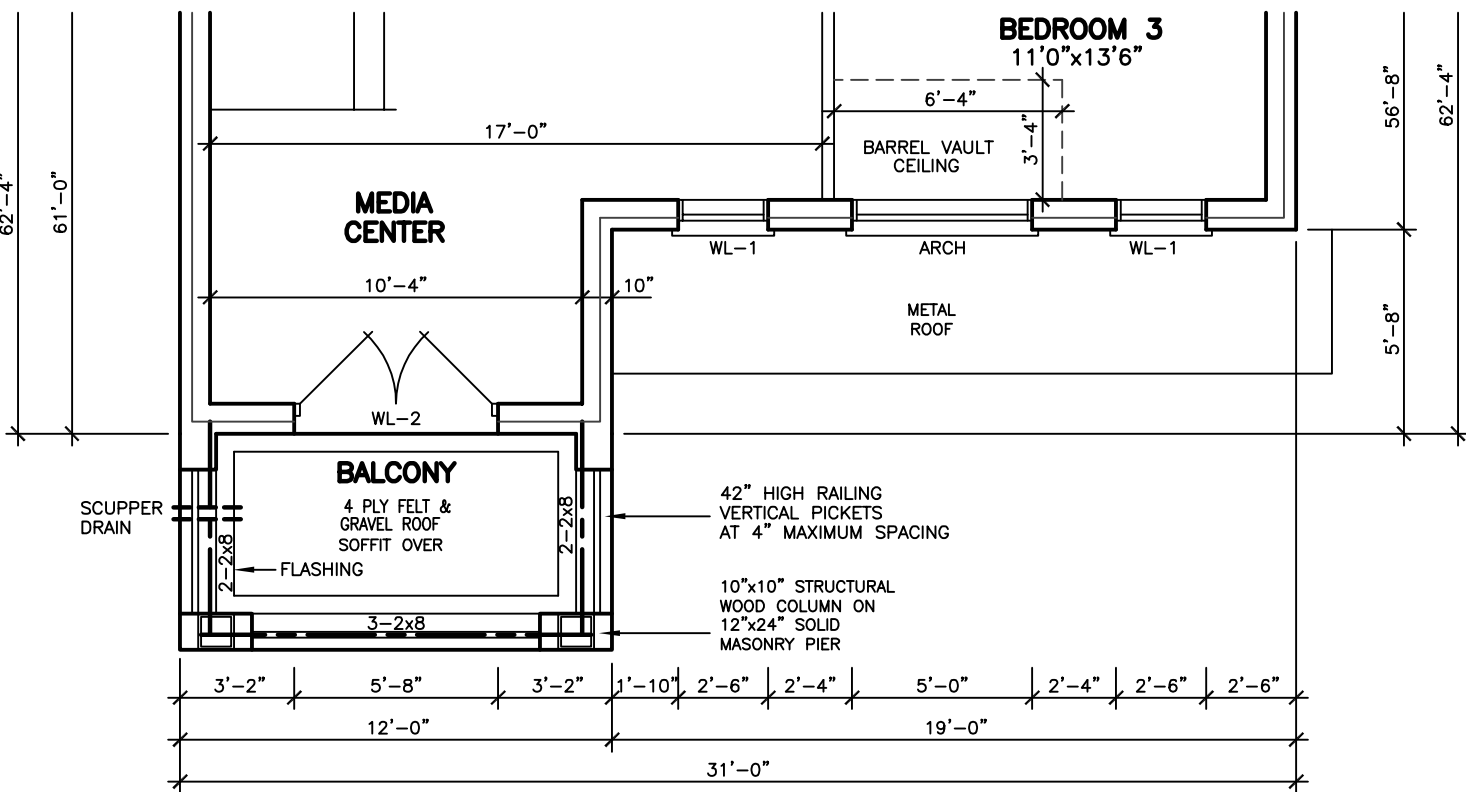 BEDROOM 3
11'0"x13'6"
6'-4"
3'-4"
BARREL VAULT
CEILING
56'-8"
62'-4"
17'-0"
62'-4"
61'-0"
MEDIA
CENTER
WL-1
ARCH
WL-1
10'-4"
10"
METAL
ROOF
5'-8"
WL-2
BALCONY
4 PLY FELT &
GRAVEL ROOF
SOFFIT OVER
SCUPPER
DRAIN
2-2x8
2-2x8
FLASHING
3-2x8
42" HIGH RAILING
VERTICAL PICKETS
AT 4" MAXIMUM SPACING
10"x10" STRUCTURAL
WOOD COLUMN ON
12"x24" SOLID
MASONRY PIER
3'-2"
5'-8"
3'-2"
1'-10"
2'-6"
2'-4"
5'-0"
2'-4"
2'-6"
2'-6"
12'-0"
19'-0"
31'-0"